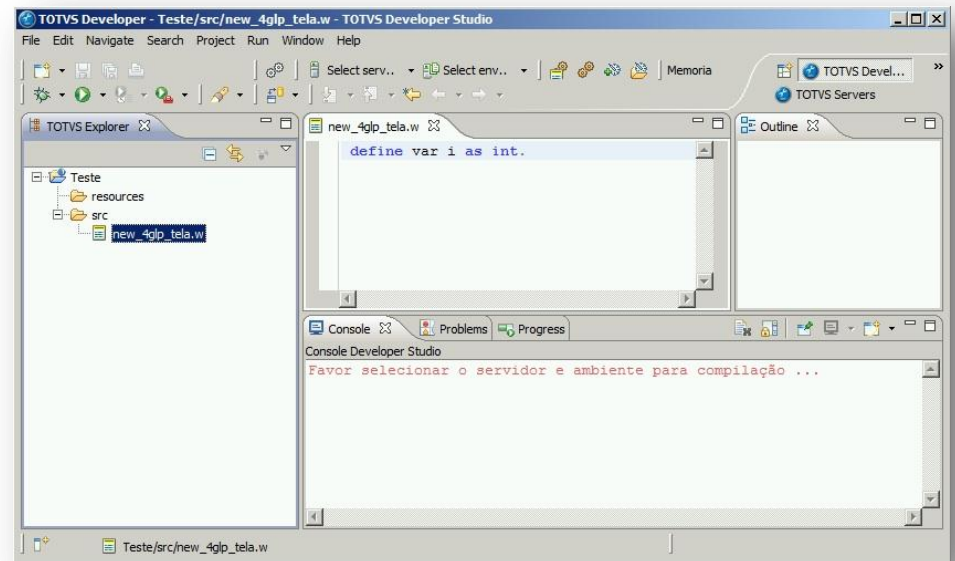 TOTVS Developer - Teste/src/new_4glp_tela.w - TOTVS Developer Studio
File Edit Navigate Search Project Run Window Help
Select serv.. Select env.. Memoria TOTVS Devel... »
TOTVS Servers
TOTVS Explorer
Teste
resources
src
new_4glp_tela.w
new_4glp_tela.w
define var i as int.
Outline
Console Problems Progress
Console Developer Studio
Favor selecionar o servidor e ambiente para compilação ...
Teste/src/new_4glp_tela.w